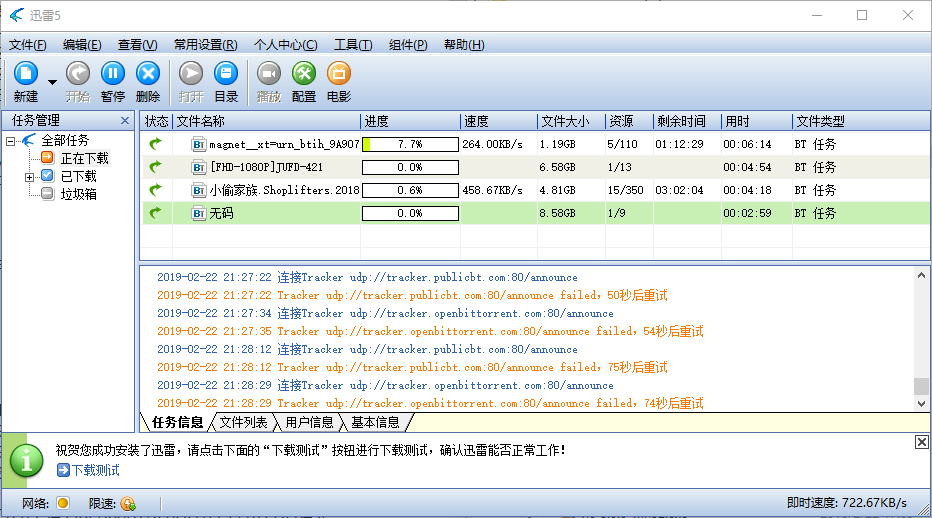 迅雷5
文件(F) 编辑(E) 查看(V) 常用设置(R) 个人中心(C) 工具(T) 组件(P) 帮助(H)
新建 开始 暂停 删除 打开 目录 播放 配置 电影
任务管理
全部任务
正在下载
已下载
垃圾箱
状态 文件名称 进度 速度 文件大小 资源 剩余时间 用时 文件类型
BT magnet__xt=urn_btih_9A907 7.7% 264.00KB/s 1.19GB 5/110 01:12:29 00:06:14 BT 任务
BT [FHD-1080P]JUFD-421 0.0% 6.58GB 1/13 00:04:54 BT 任务
BT 小偷家族.Shoplifters.2018 0.6% 458.67KB/s 4.81GB 15/350 03:02:04 00:04:18 BT 任务
BT 无码 0.0% 8.58GB 1/9 00:02:59 BT 任务
2019-02-22 21:27:22 连接Tracker udp://tracker.publicbt.com:80/announce
2019-02-22 21:27:22 Tracker udp://tracker.publicbt.com:80/announce failed，50秒后重试
2019-02-22 21:27:34 连接Tracker udp://tracker.openbittorrent.com:80/announce
2019-02-22 21:27:35 Tracker udp://tracker.openbittorrent.com:80/announce failed，54秒后重试
2019-02-22 21:28:12 连接Tracker udp://tracker.publicbt.com:80/announce
2019-02-22 21:28:12 Tracker udp://tracker.publicbt.com:80/announce failed，75秒后重试
2019-02-22 21:28:29 连接Tracker udp://tracker.openbittorrent.com:80/announce
2019-02-22 21:28:29 Tracker udp://tracker.openbittorrent.com:80/announce failed，74秒后重试
任务信息 文件列表 用户信息 基本信息
祝贺您成功安装了迅雷，请点击下面的“下载测试”按钮进行下载测试，确认迅雷能否正常工作！
下载测试
网络: 限速: 即时速度: 722.67KB/s